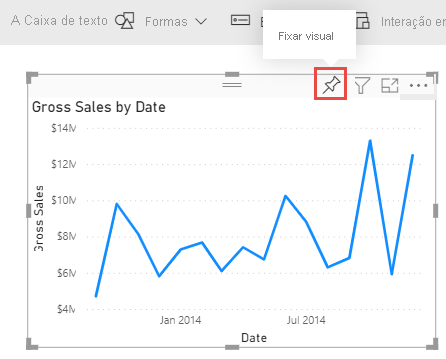 A Caixa de texto
Formas
Interação en
Fixar visual
Gross Sales by Date
$14M
$12M
$10M
$8M
$6M
$4M
Gross Sales
Jan 2014
Jul 2014
Date